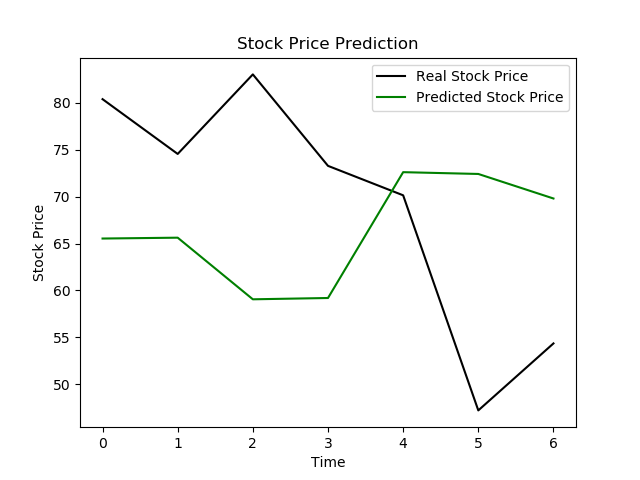 Stock Price Prediction
Real Stock Price
Predicted Stock Price
Stock Price
80
75
70
65
60
55
50
0 1 2 3 4 5 6
Time